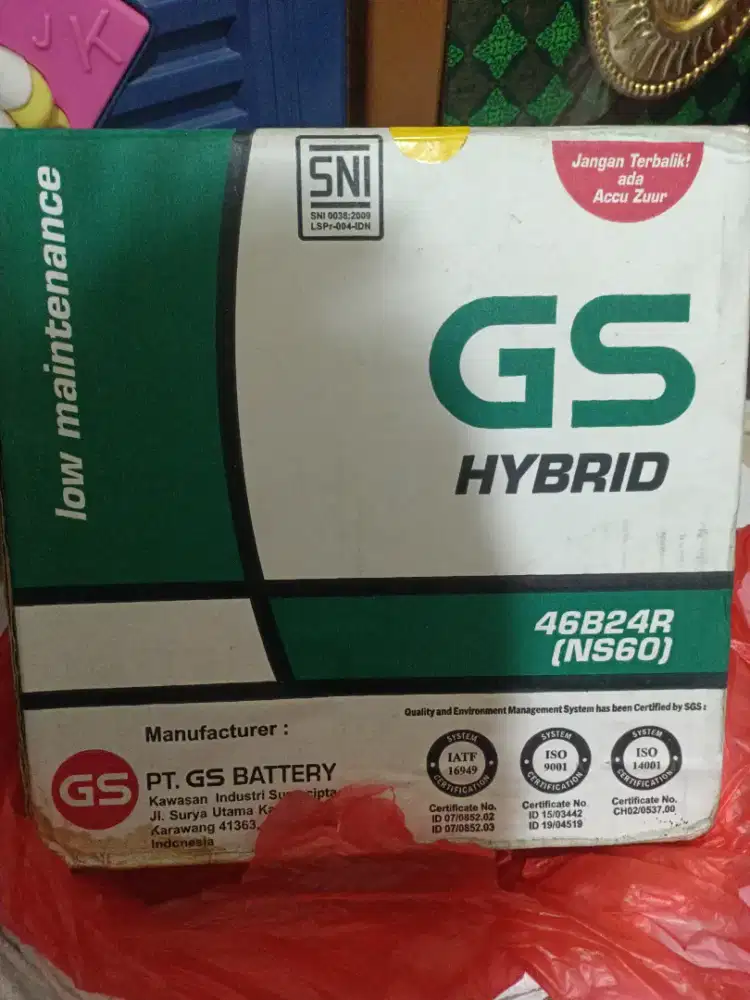 J K
low maintenance
SNI
SNI 0038:2009
LSPr-004-IDN
Jangan Terbalik!
ada
Accu Zuur
GS
HYBRID
46B24R
(NS60)
Quality and Environment Management System has been Certified by SGS :
Manufacturer :
GS
PT. GS BATTERY
Kawasan Industri
Jl. Surya Utama
Karawang 41363,
Indonesia
SYSTEM
IATF
16949
CERTIFICATION
Certificate No.
ID 07/0852.02
ID 07/0852.03
SYSTEM
ISO
9001
CERTIFICATION
Certificate No.
ID 15/03442
ID 19/04519
SYSTEM
ISO
14001
CERTIFICATION
Certificate No.
CH02/0537.00